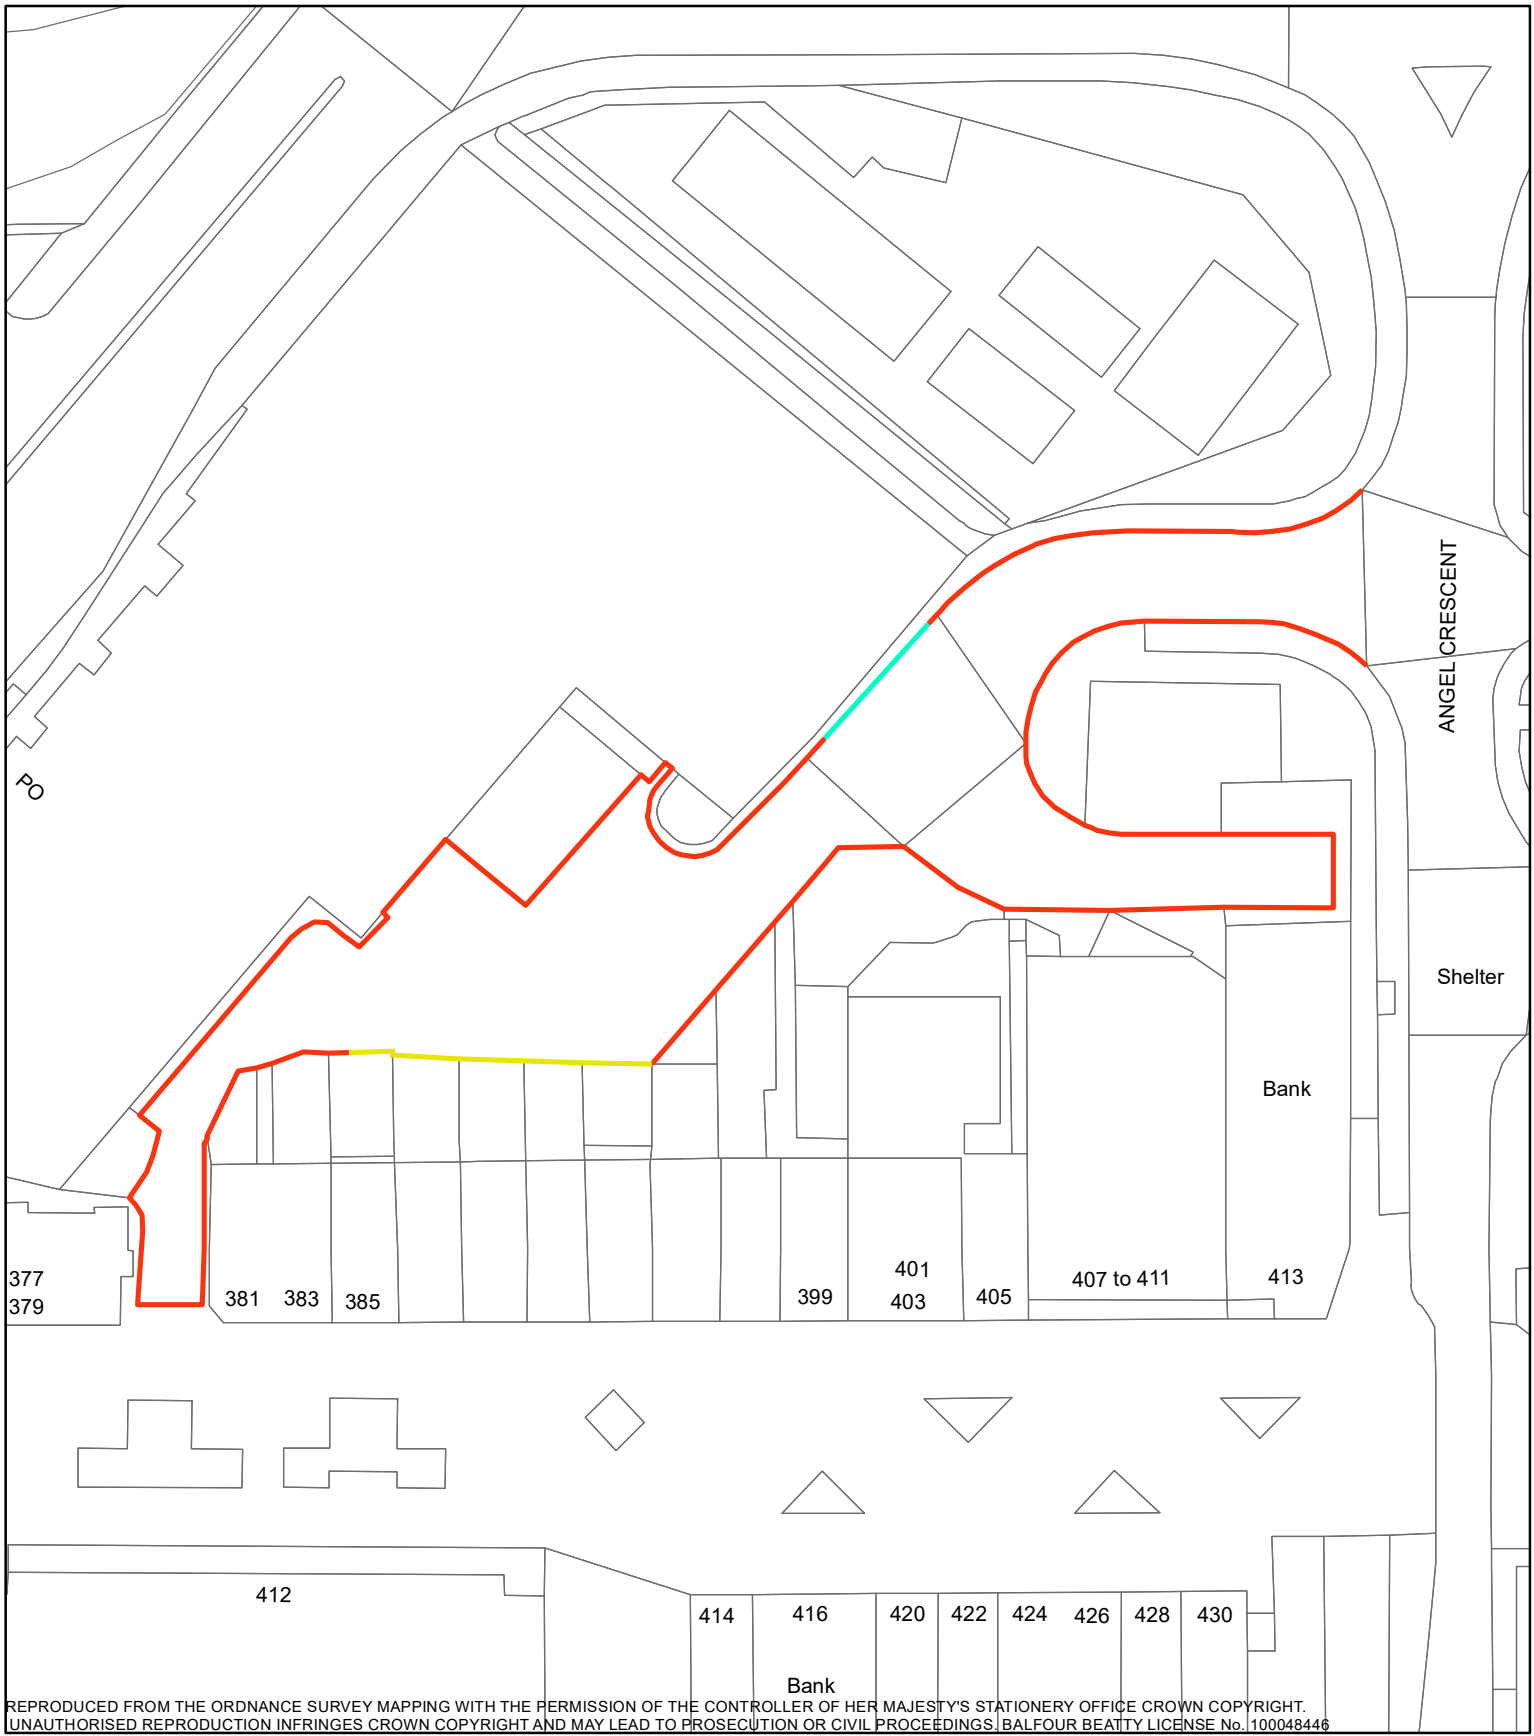 ANGEL CRESCENT
PO
Shelter
Bank
377
379
381
383
385
399
401
403
405
407 to 411
413
412
414
416
420
422
424
426
428
430
Bank
REPRODUCED FROM THE ORDNANCE SURVEY MAPPING WITH THE PERMISSION OF THE CONTROLLER OF HER MAJESTY'S STATIONERY OFFICE CROWN COPYRIGHT.
UNAUTHORISED REPRODUCTION INFRINGES CROWN COPYRIGHT AND MAY LEAD TO PROSECUTION OR CIVIL PROCEEDINGS. BALFOUR BEATTY LICENSE No. 100048446